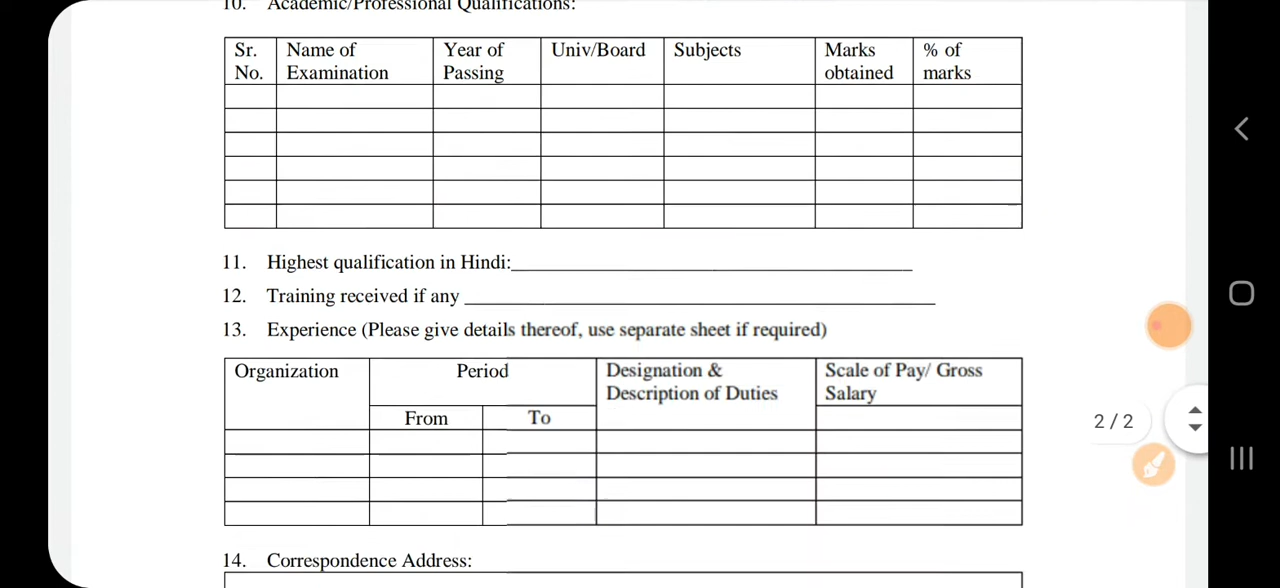 10. Academic/Professional Qualifications:
Sr. No. Name of Examination Year of Passing Univ/Board Subjects Marks obtained % of marks
11. Highest qualification in Hindi:
12. Training received if any
13. Experience (Please give details thereof, use separate sheet if required)
Organization Period Designation & Description of Duties Scale of Pay/ Gross Salary
From To
2 / 2
14. Correspondence Address: